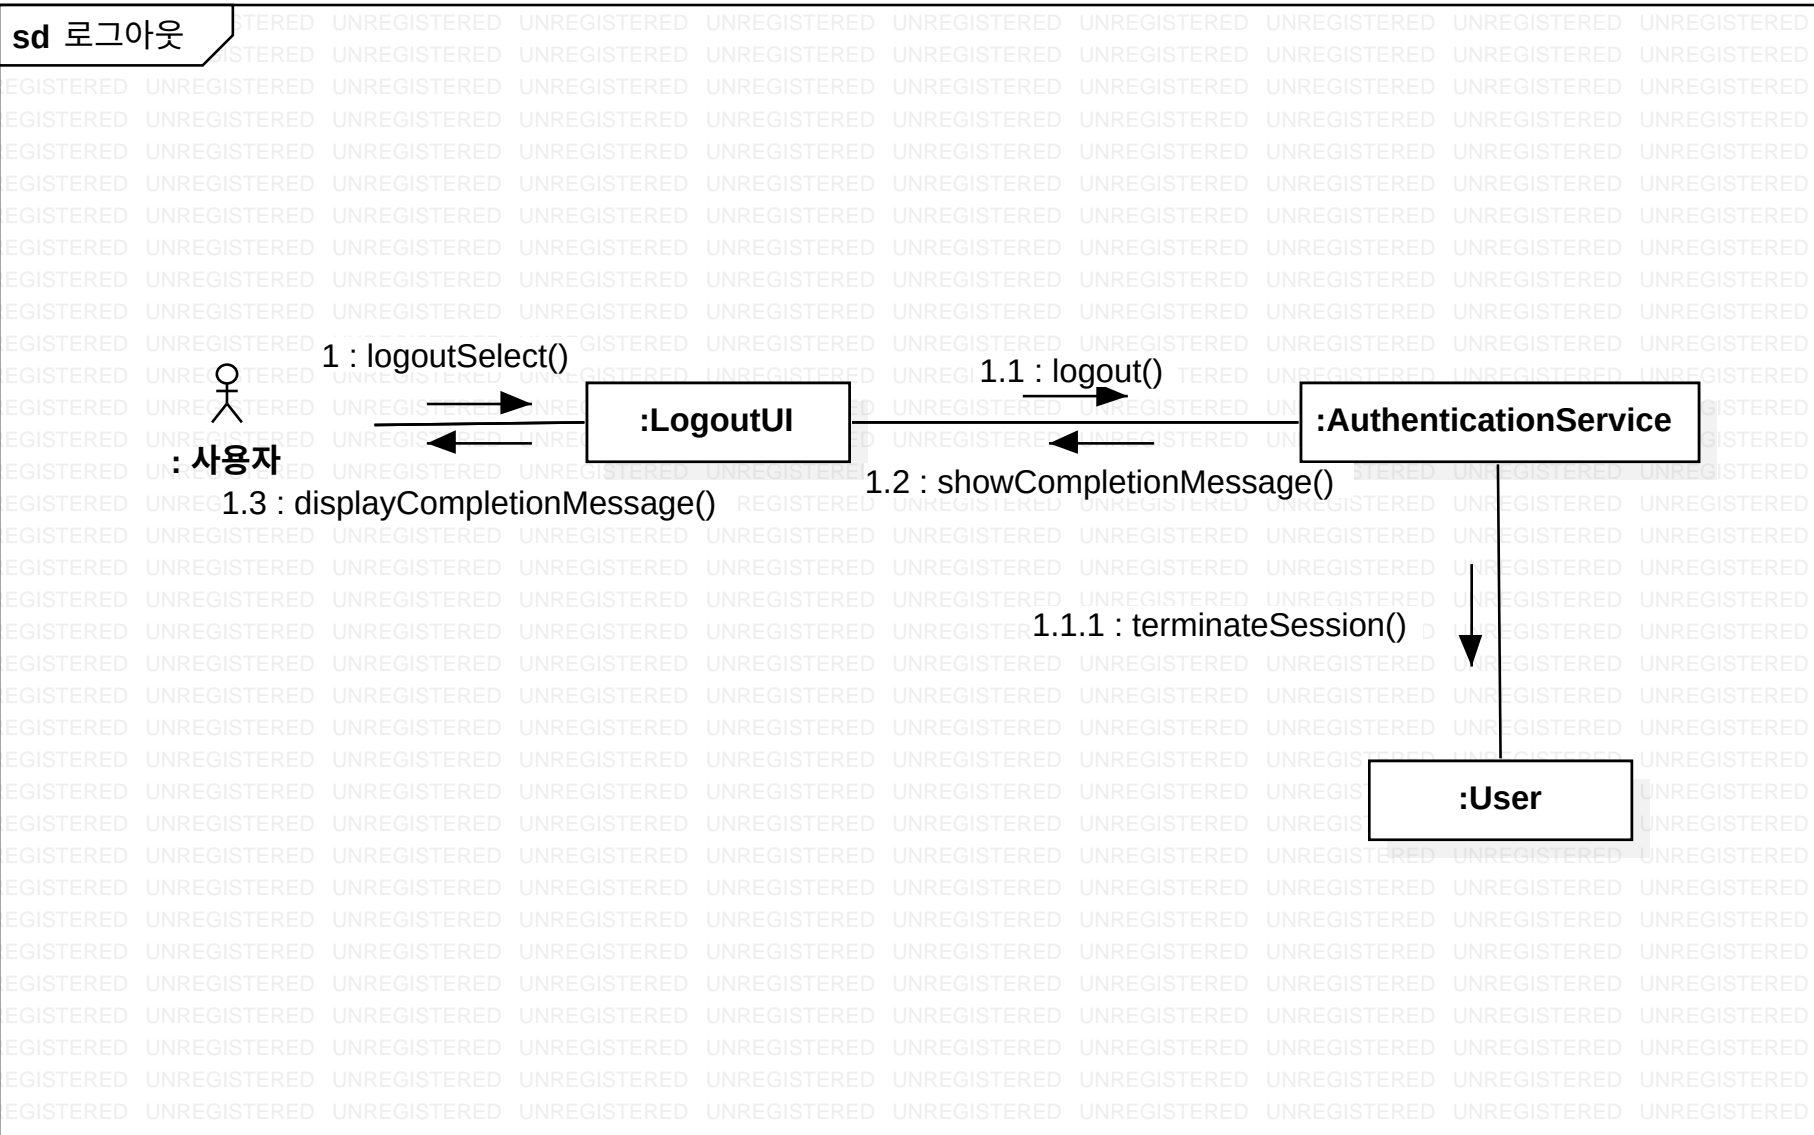 sd 로그아웃
1 : logoutSelect()
1.1 : logout()
:LogoutUI
:AuthenticationService
: 사용자
1.2 : showCompletionMessage()
1.3 : displayCompletionMessage()
1.1.1 : terminateSession()
:User
UNREGISTERED